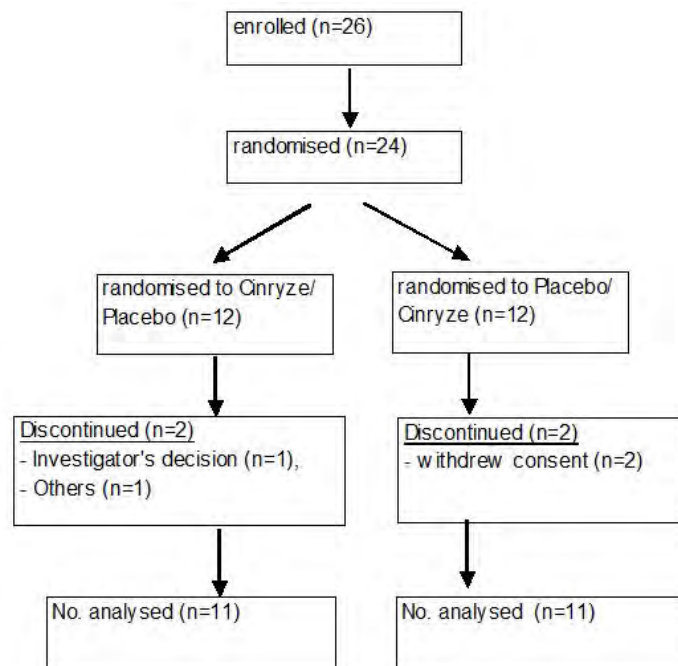 enrolled (n=26)
randomised (n=24)
randomised to Cinryze/
Placebo (n=12)
randomised to Placebo/
Cinryze (n=12)
Discontinued (n=2)
- Investigator's decision (n=1),
- Others (n=1)
Discontinued (n=2)
- withdrew consent (n=2)
No. analysed (n=11)
No. analysed (n=11)